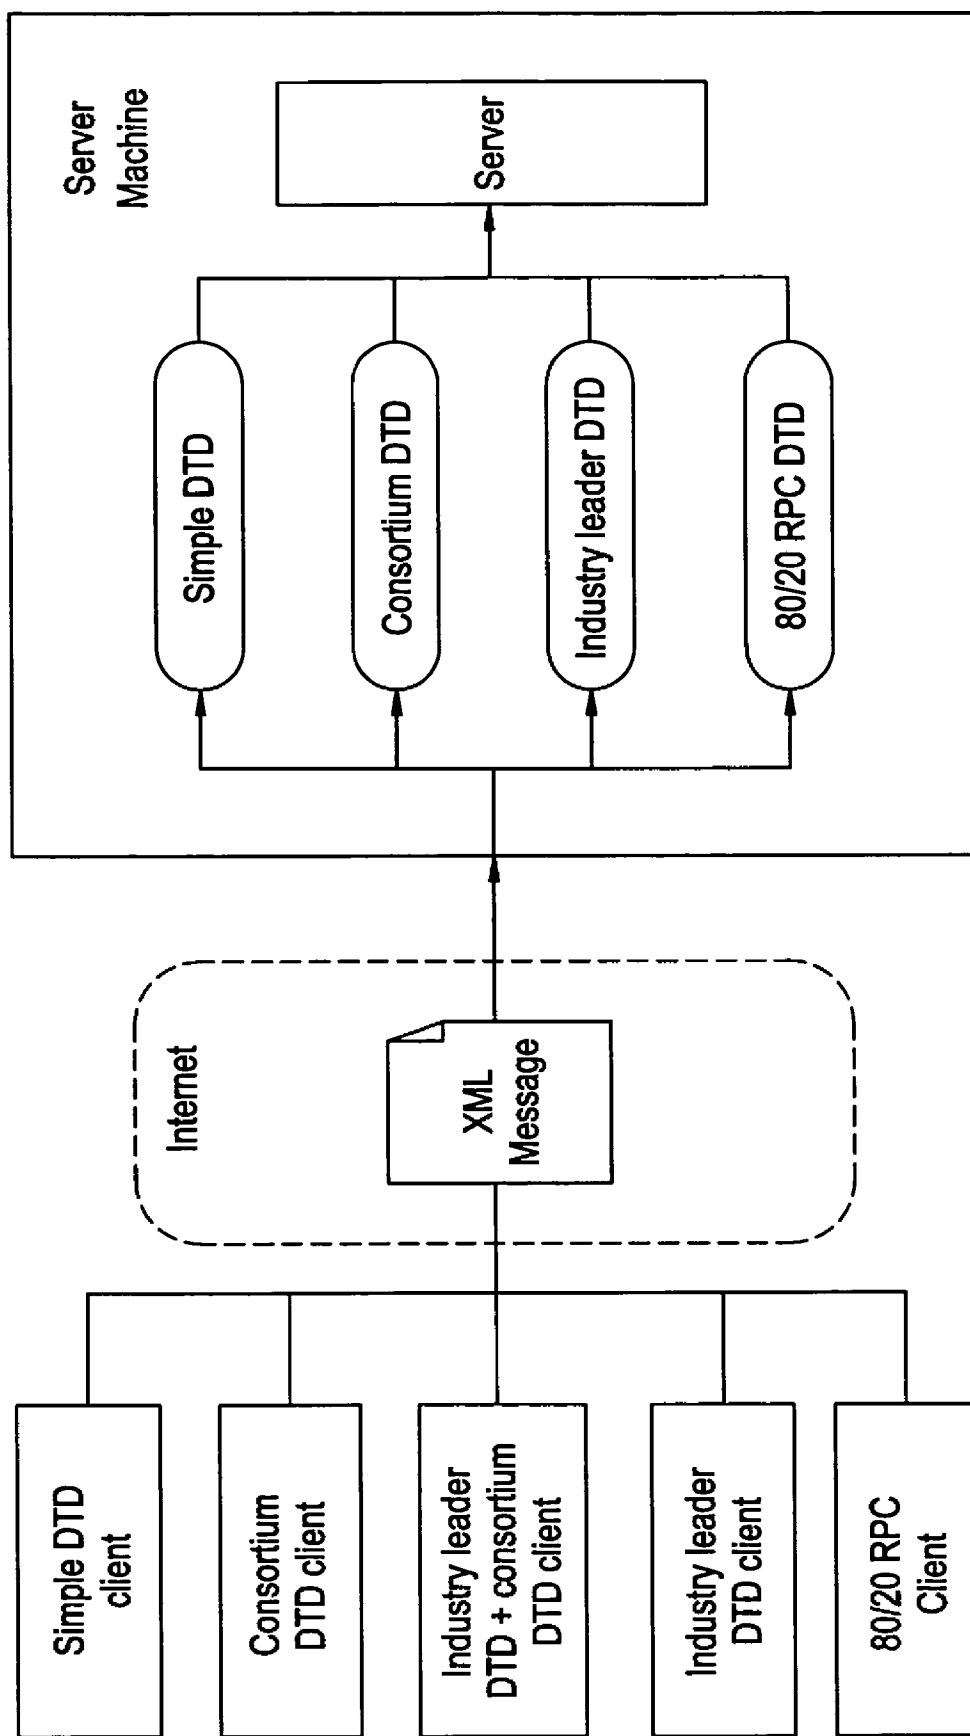 Simple DTD
client
Consortium
DTD client
Industry leader
DTD + consortium
DTD client
Industry leader
DTD client
80/20 RPC
Client
Internet
XML
Message
Server
Machine
Simple DTD
Consortium DTD
Industry leader DTD
80/20 RPC DTD
Server